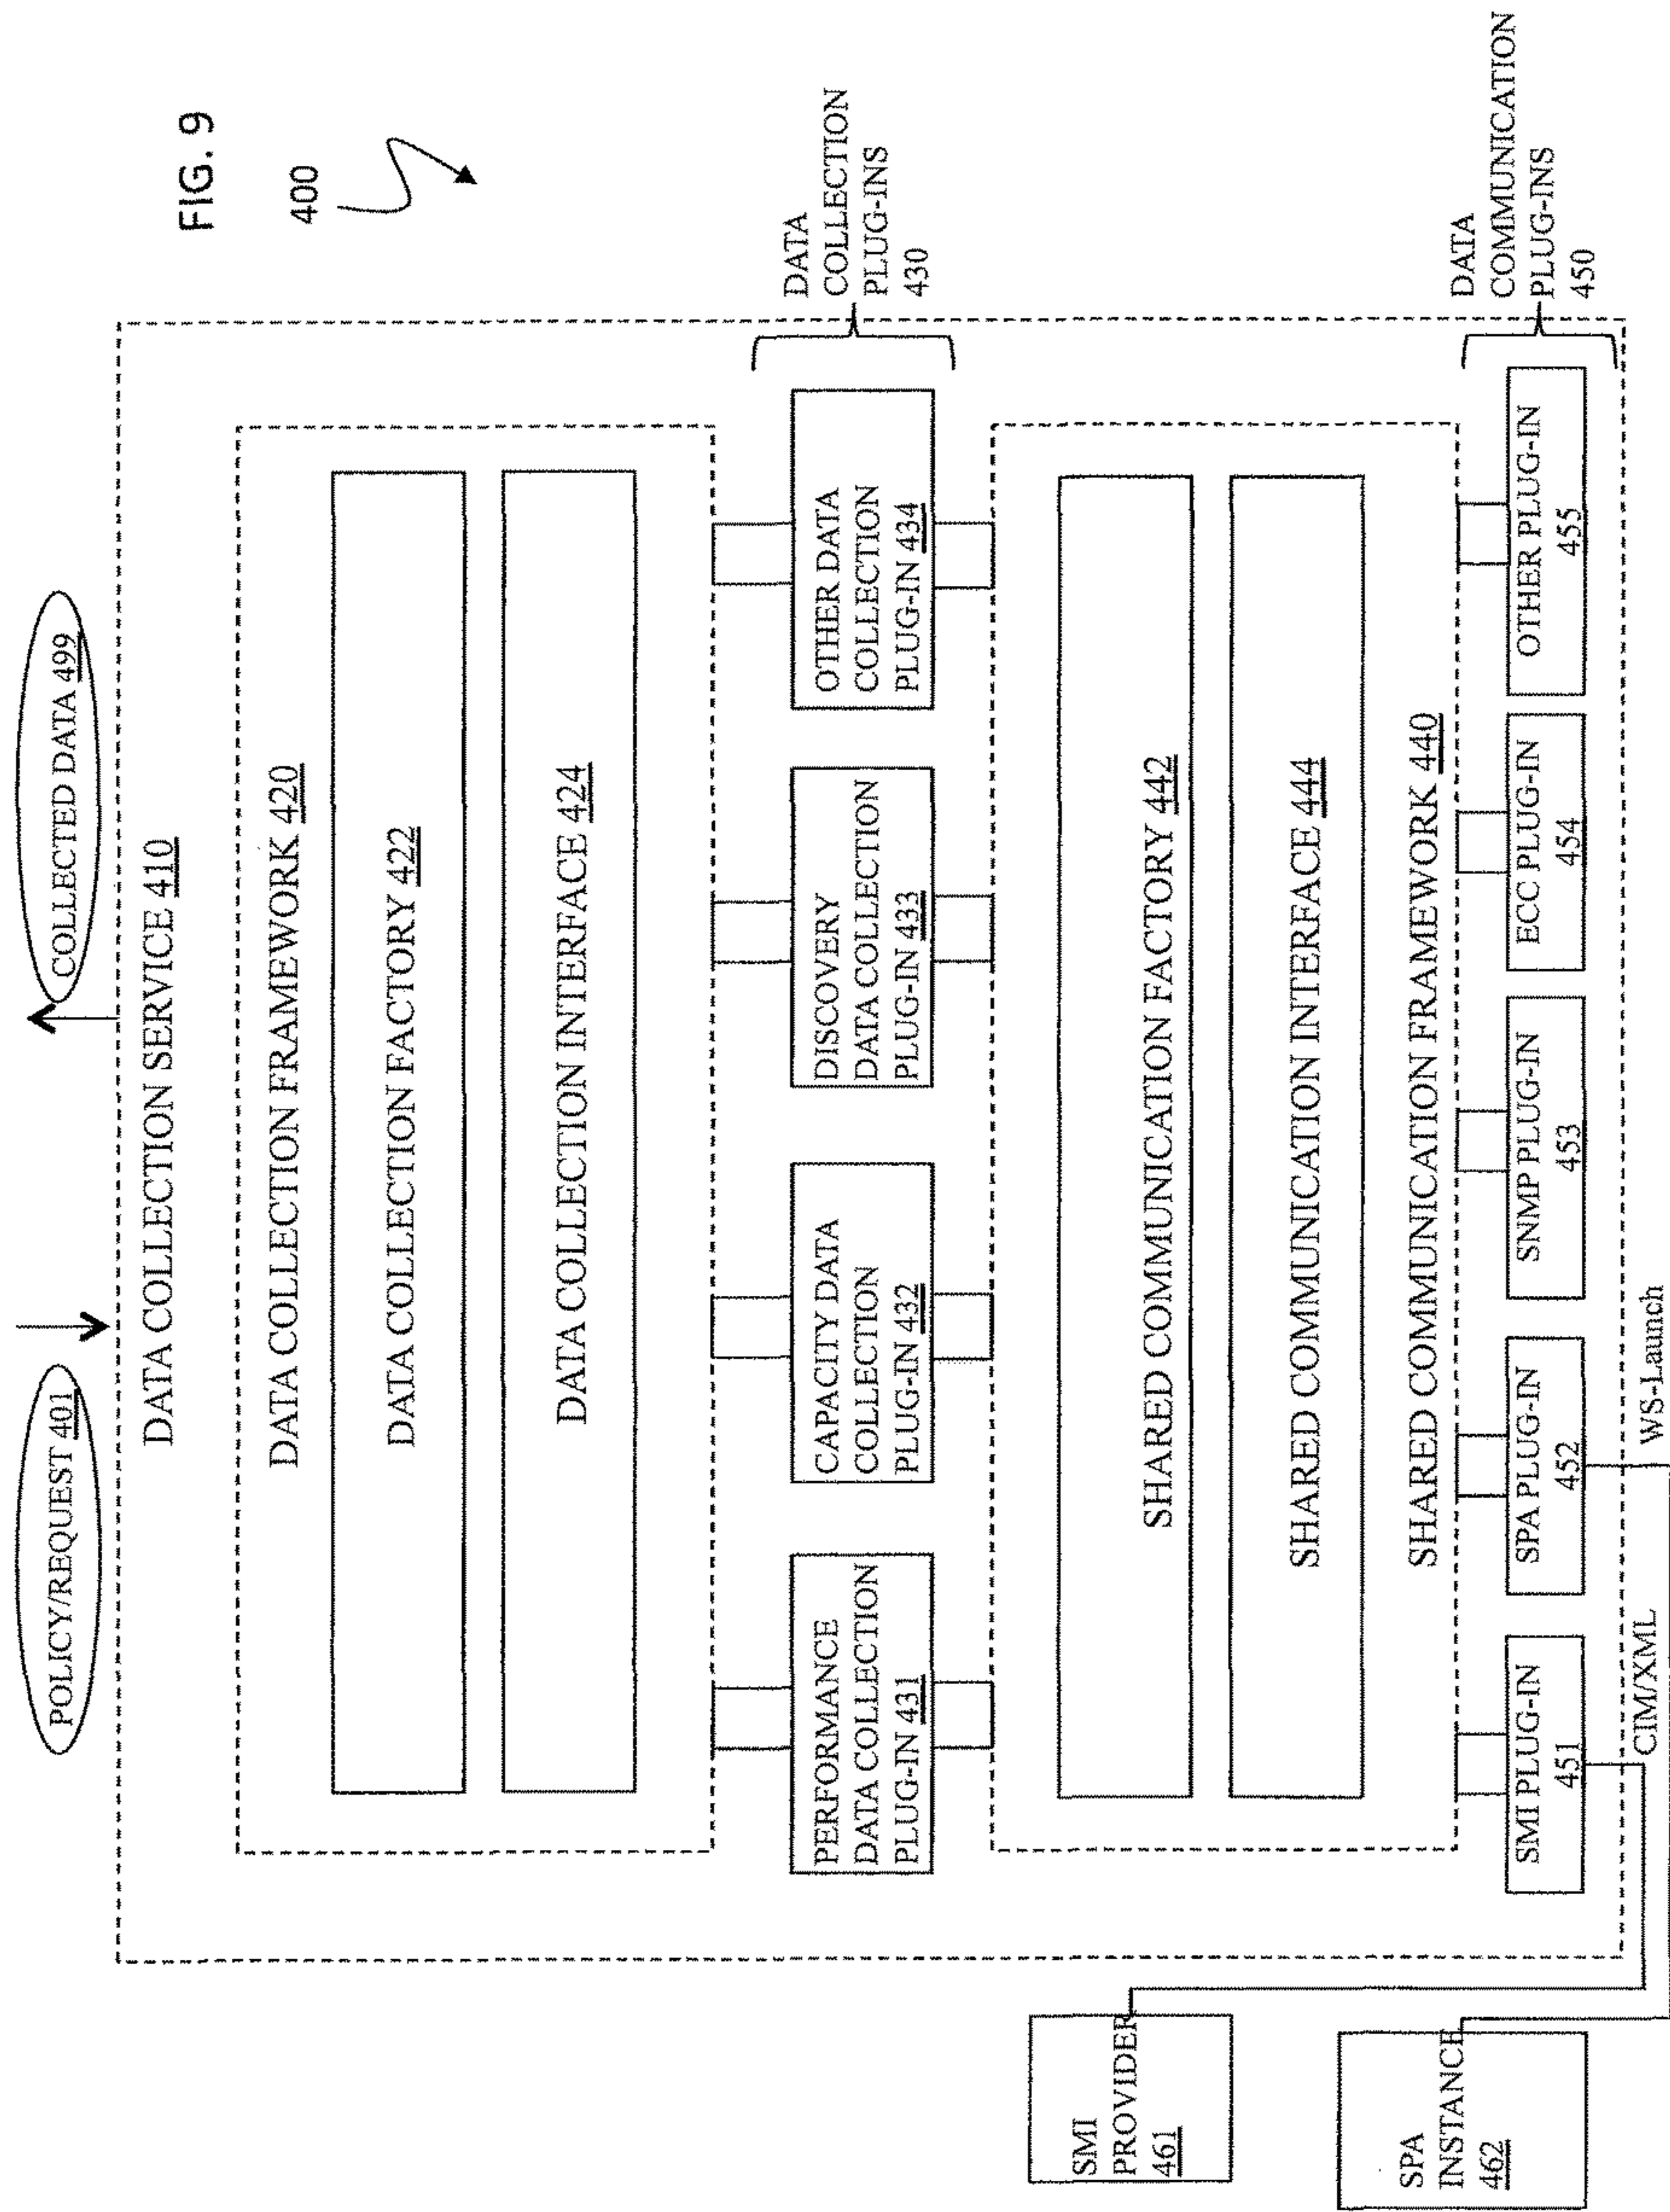 FIG. 9
400
POLICY/REQUEST 401
COLLECTED DATA 499
DATA COLLECTION SERVICE 410
DATA COLLECTION FRAMEWORK 420
DATA COLLECTION FACTORY 422
DATA COLLECTION INTERFACE 424
PERFORMANCE
DATA COLLECTION
PLUG-IN 431
CAPACITY DATA
COLLECTION
PLUG-IN 432
DISCOVERY
DATA COLLECTION
PLUG-IN 433
OTHER DATA
COLLECTION
PLUG-IN 434
DATA
COLLECTION
PLUG-INS
430
SHARED COMMUNICATION FACTORY 442
SHARED COMMUNICATION INTERFACE 444
SHARED COMMUNICATION FRAMEWORK 440
SMI PLUG-IN
451
SPA PLUG-IN
452
SNMP PLUG-IN
453
ECC PLUG-IN
454
OTHER PLUG-IN
455
DATA
COMMUNICATION
PLUG-INS
450
CIM/XML
WS-Launch
SMI
PROVIDER
461
SPA
INSTANCE
462